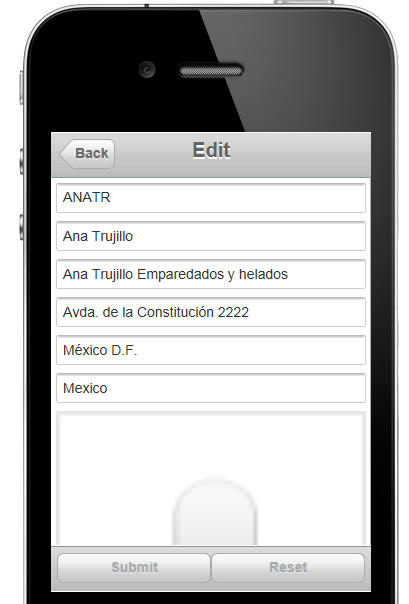 Back
Edit
ANATR
Ana Trujillo
Ana Trujillo Emparedados y helados
Avda. de la Constitución 2222
México D.F.
Mexico
Submit
Reset